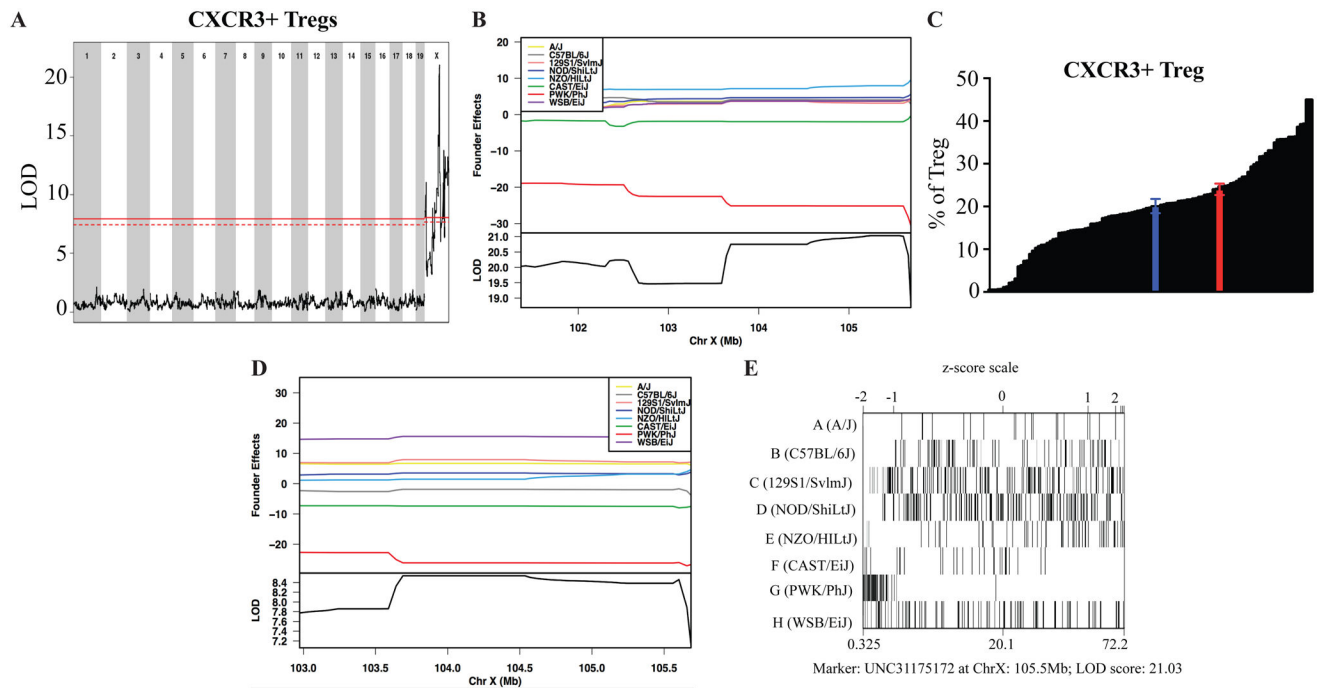 A
CXCR3+ Tregs
1 2 3 4 5 6 7 8 9 10 11 12 13 14 15 16 17 18 19 X
20
15
10
5
0
LOD
B
A/J
C57BL/6J
129S1/SvImJ
NOD/ShiLtJ
NZO/HILtJ
CAST/EiJ
PWK/PhJ
WSB/EiJ
20
10
0
−10
−20
−30
Founder Effects
21.0
20.5
20.0
19.5
19.0
LOD
102 103 104 105
Chr X (Mb)
C
CXCR3+ Treg
50
40
30
20
10
0
% of Treg
D
A/J
C57BL/6J
129S1/SvImJ
NOD/ShiLtJ
NZO/HILtJ
CAST/EiJ
PWK/PhJ
WSB/EiJ
30
20
10
0
−10
−20
Founder Effects
8.4
8.2
8.0
7.8
7.6
7.4
7.2
LOD
103.0 103.5 104.0 104.5 105.0 105.5
Chr X (Mb)
E
z-score scale
-2 -1 0 1 2
A (A/J)
B (C57BL/6J)
C (129S1/SvlmJ)
D (NOD/ShiLtJ)
E (NZO/HILtJ)
F (CAST/EiJ)
G (PWK/PhJ)
H (WSB/EiJ)
0.325 20.1 72.2
Marker: UNC31175172 at ChrX: 105.5Mb; LOD score: 21.03